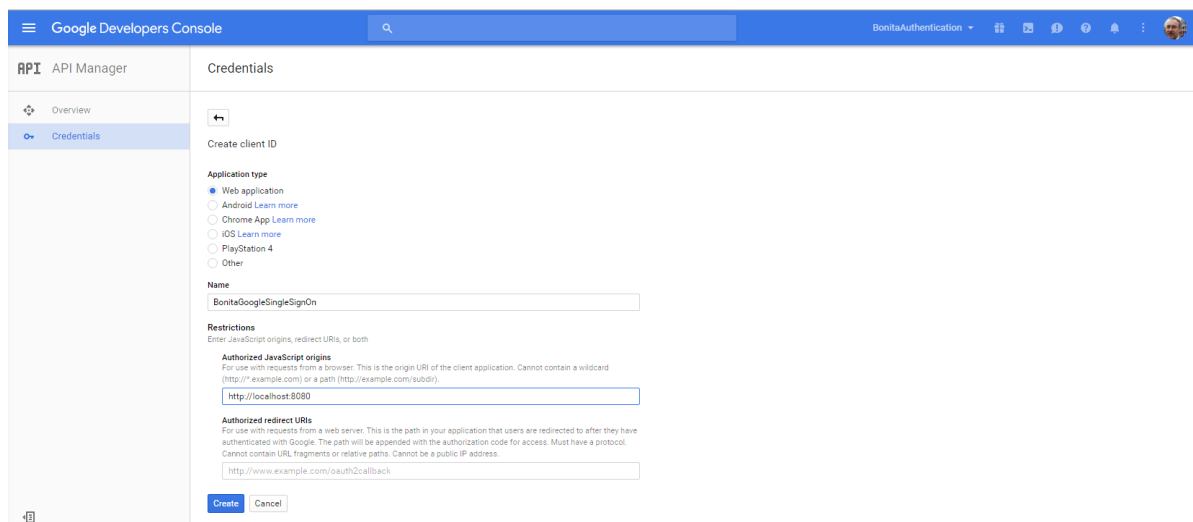 Google Developers Console
BonitaAuthentication
API API Manager
Credentials
Overview
Credentials
Create client ID
Application type
Web application
Android Learn more
Chrome App Learn more
iOS Learn more
PlayStation 4
Other
Name
BonitaGoogleSingleSignOn
Restrictions
Enter JavaScript origins, redirect URIs, or both
Authorized JavaScript origins
For use with requests from a browser. This is the origin URI of the client application. Cannot contain a wildcard
(http://*.example.com) or a path (http://example.com/subdir).
http://localhost:8080
Authorized redirect URIs
For use with requests from a web server. This is the path in your application that users are redirected to after they have
authenticated with Google. The path will be appended with the authorization code for access. Must have a protocol.
Cannot contain URL fragments or relative paths. Cannot be a public IP address.
http://www.example.com/oauth2callback
Create Cancel